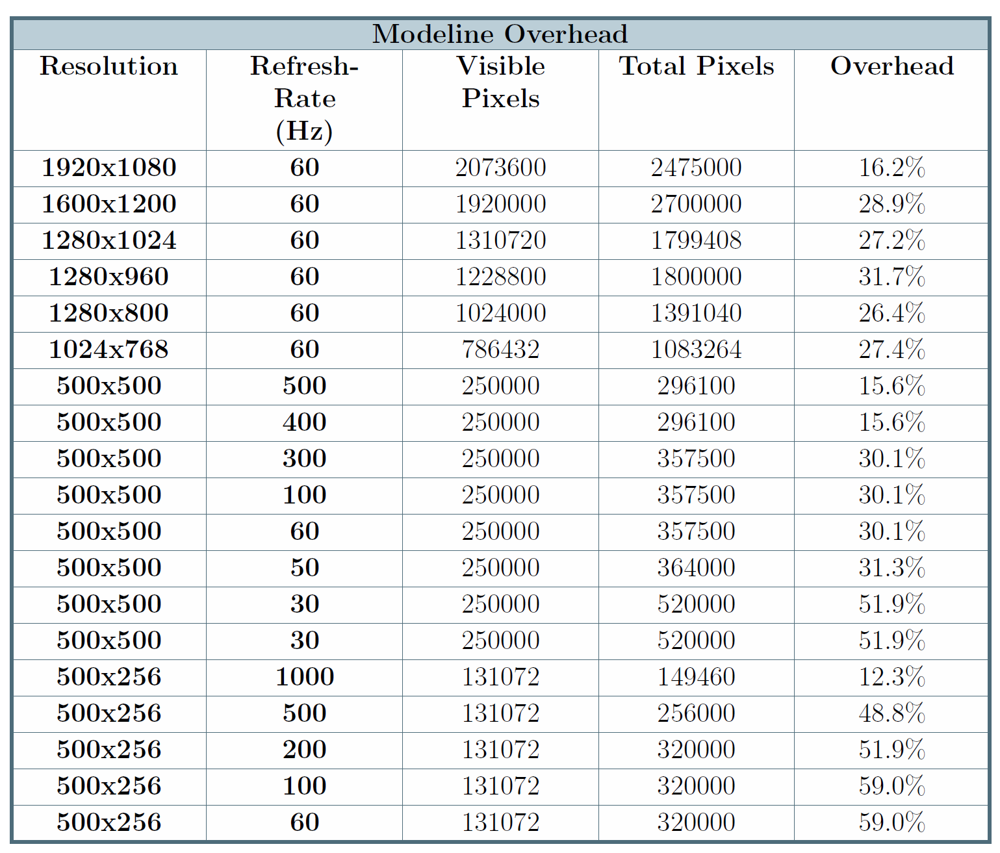 Modeline Overhead
Resolution Refresh-Rate (Hz) Visible Pixels Total Pixels Overhead
1920x1080 60 2073600 2475000 16.2%
1600x1200 60 1920000 2700000 28.9%
1280x1024 60 1310720 1799408 27.2%
1280x960 60 1228800 1800000 31.7%
1280x800 60 1024000 1391040 26.4%
1024x768 60 786432 1083264 27.4%
500x500 500 250000 296100 15.6%
500x500 400 250000 296100 15.6%
500x500 300 250000 357500 30.1%
500x500 100 250000 357500 30.1%
500x500 60 250000 357500 30.1%
500x500 50 250000 364000 31.3%
500x500 30 250000 520000 51.9%
500x500 30 250000 520000 51.9%
500x256 1000 131072 149460 12.3%
500x256 500 131072 256000 48.8%
500x256 200 131072 320000 51.9%
500x256 100 131072 320000 59.0%
500x256 60 131072 320000 59.0%